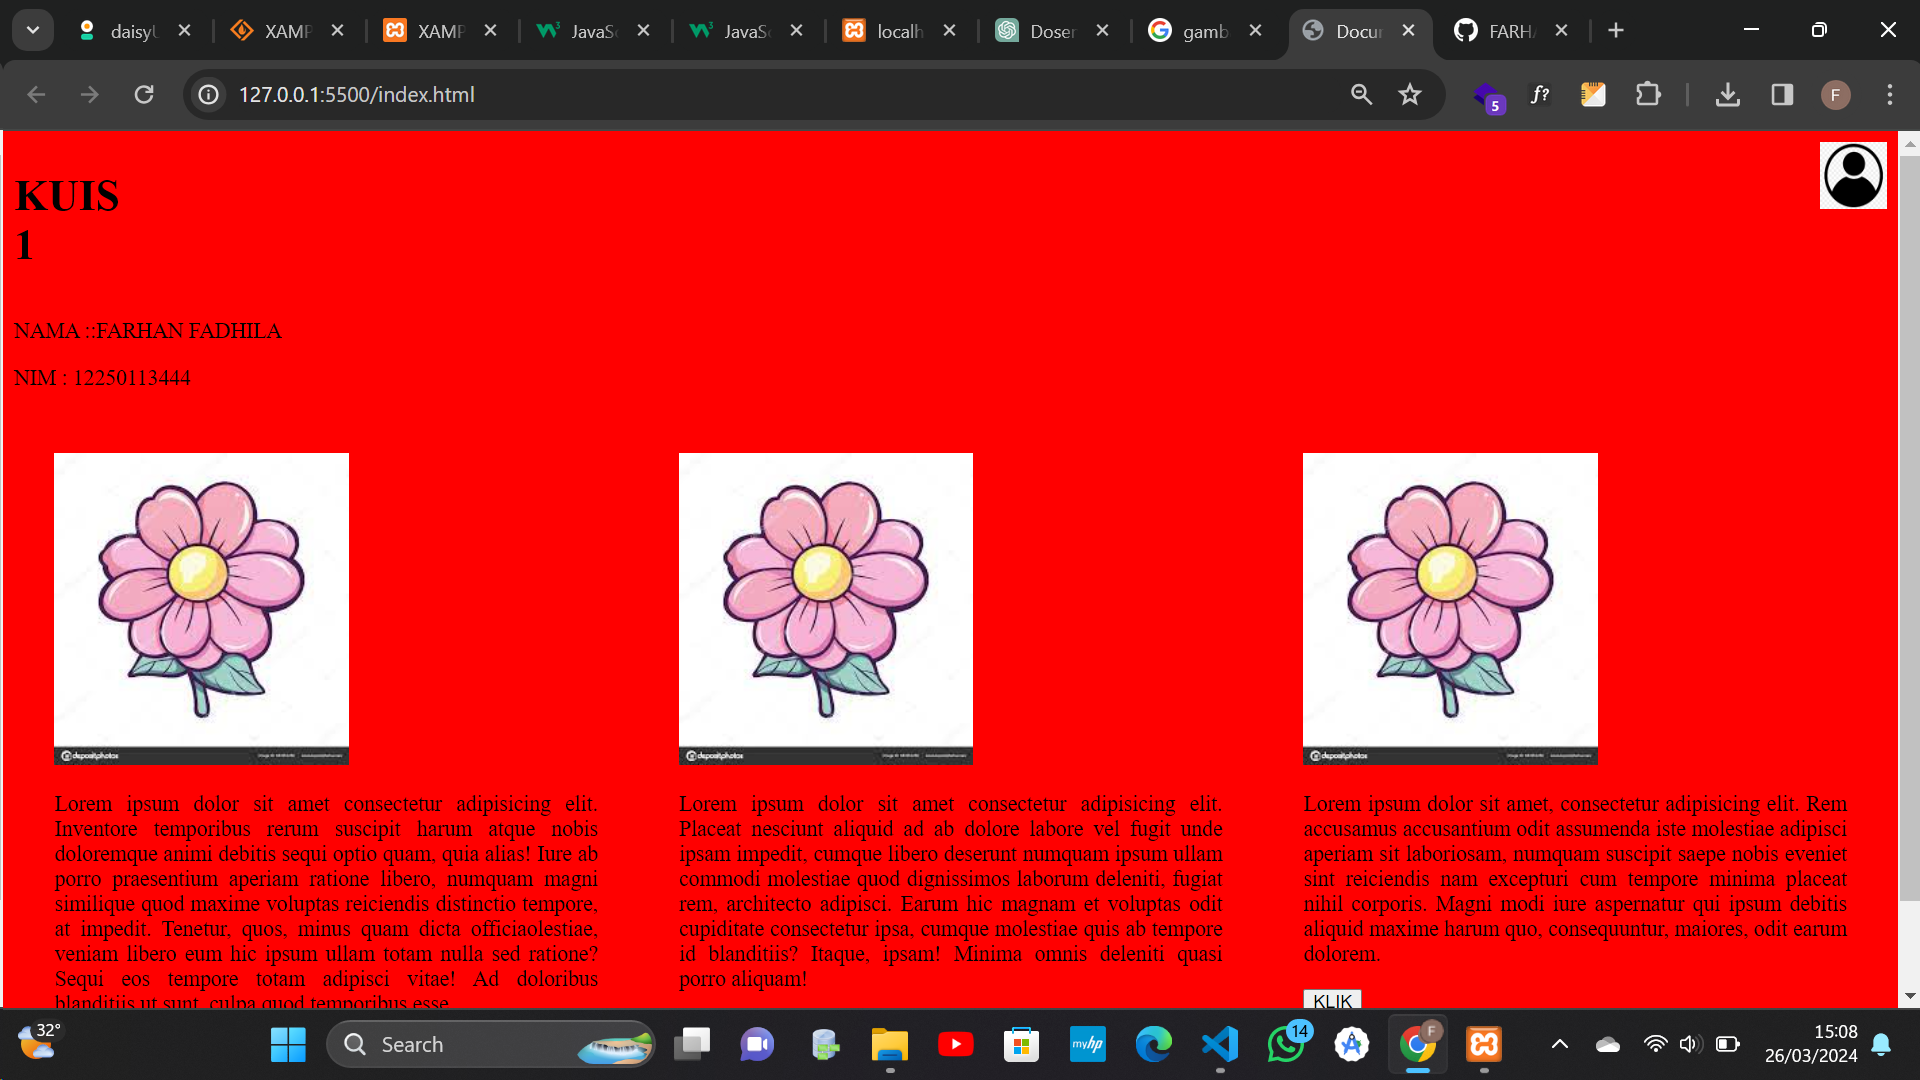 daisyU
XAMP
XAMP
JavaSc
JavaSc
localh
Doser
gamb
Docur
FARHA
127.0.0.1:5500/index.html
5
f?
F
KUIS
1
NAMA ::FARHAN FADHILA
NIM : 12250113444
depositphotos
depositphotos
depositphotos
Lorem ipsum dolor sit amet consectetur adipisicing elit.
Inventore temporibus rerum suscipit harum atque nobis
doloremque animi debitis sequi optio quam, quia alias! Iure ab
porro praesentium aperiam ratione libero, numquam magni
similique quod maxime voluptas reiciendis distinctio tempore,
at impedit. Tenetur, quos, minus quam dicta officiaolestiae,
veniam libero eum hic ipsum ullam totam nulla sed ratione?
Sequi eos tempore totam adipisci vitae! Ad doloribus
blanditiis ut sunt, culpa quod temporibus esse
Lorem ipsum dolor sit amet consectetur adipisicing elit.
Placeat nesciunt aliquid ad ab dolore labore vel fugit unde
ipsam impedit, cumque libero deserunt numquam ipsum ullam
commodi molestiae quod dignissimos laborum deleniti, fugiat
rem, architecto adipisci. Earum hic magnam et voluptas odit
cupiditate consectetur ipsa, cumque molestiae quis ab tempore
id blanditiis? Itaque, ipsam! Minima omnis deleniti quasi
porro aliquam!
Lorem ipsum dolor sit amet, consectetur adipisicing elit. Rem
accusamus accusantium odit assumenda iste molestiae adipisci
aperiam sit laboriosam, numquam suscipit saepe nobis eveniet
sint reiciendis nam excepturi cum tempore minima placeat
nihil corporis. Magni modi iure aspernatur qui ipsum debitis
aliquid maxime harum quo, consequuntur, maiores, odit earum
dolorem.
KLIK
32°
Search
myhp
14
F
15:08
26/03/2024